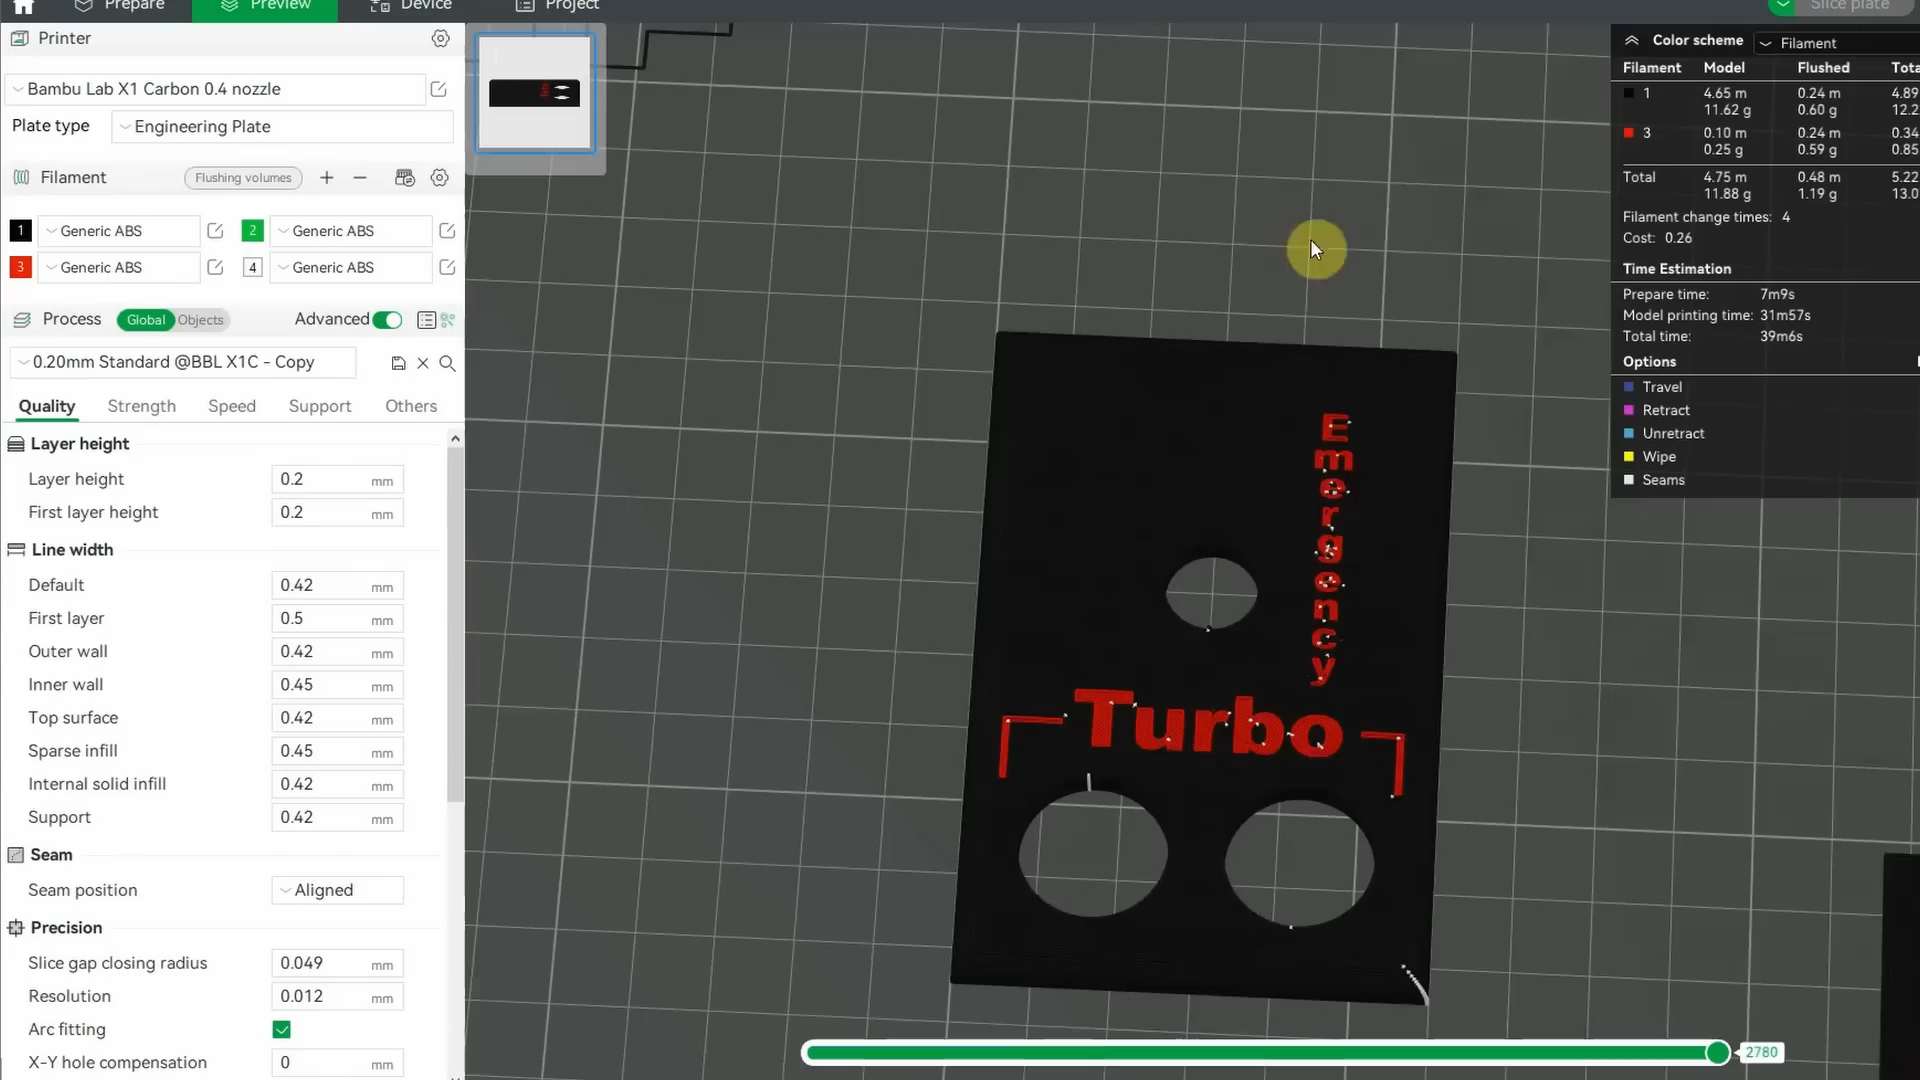 Prepare Preview Device Project Slice plate
Printer
Bambu Lab X1 Carbon 0.4 nozzle
Plate type Engineering Plate
Filament Flushing volumes + −
1 Generic ABS 2 Generic ABS
3 Generic ABS 4 Generic ABS
Process Global Objects Advanced
0.20mm Standard @BBL X1C - Copy
Quality Strength Speed Support Others
Layer height
Layer height 0.2 mm
First layer height 0.2 mm
Line width
Default 0.42 mm
First layer 0.5 mm
Outer wall 0.42 mm
Inner wall 0.45 mm
Top surface 0.42 mm
Sparse infill 0.45 mm
Internal solid infill 0.42 mm
Support 0.42 mm
Seam
Seam position Aligned
Precision
Slice gap closing radius 0.049 mm
Resolution 0.012 mm
Arc fitting
X-Y hole compensation 0 mm
Emergency
Turbo
2780
Color scheme Filament
Filament Model Flushed Tota
1 4.65 m 0.24 m 4.89
11.62 g 0.60 g 12.2
3 0.10 m 0.24 m 0.34
0.25 g 0.59 g 0.85
Total 4.75 m 0.48 m 5.22
11.88 g 1.19 g 13.0
Filament change times: 4
Cost: 0.26
Time Estimation
Prepare time: 7m9s
Model printing time: 31m57s
Total time: 39m6s
Options
Travel
Retract
Unretract
Wipe
Seams